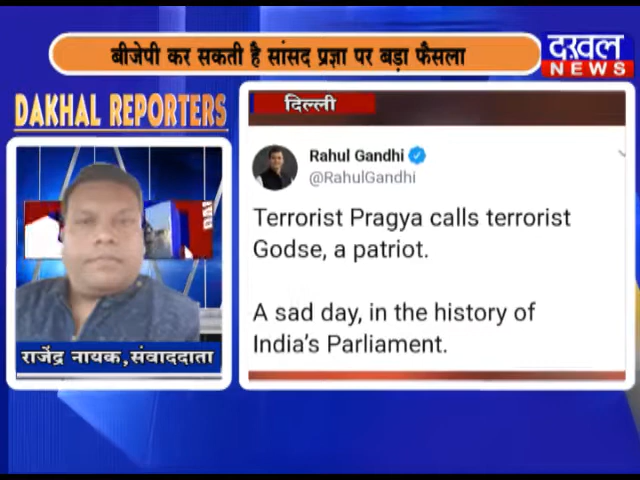 बीजेपी कर सकती है सांसद प्रज्ञा पर बड़ा फैसला
दखल
NEWS
DAKHAL REPORTERS
दिल्ली
Rahul Gandhi
@RahulGandhi
Terrorist Pragya calls terrorist
Godse, a patriot.
A sad day, in the history of
India's Parliament.
राजेंद्र नायक,संवाददाता